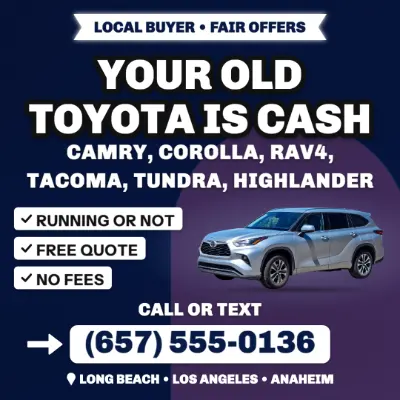 LOCAL BUYER • FAIR OFFERS
YOUR OLD
TOYOTA IS CASH
CAMRY, COROLLA, RAV4,
TACOMA, TUNDRA, HIGHLANDER
RUNNING OR NOT
FREE QUOTE
NO FEES
CALL OR TEXT
(657) 555-0136
LONG BEACH • LOS ANGELES • ANAHEIM